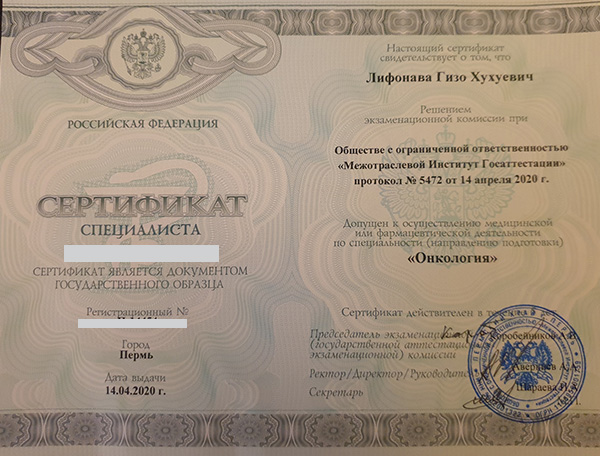 РОССИЙСКАЯ ФЕДЕРАЦИЯ
СЕРТИФИКАТ
СПЕЦИАЛИСТА
СЕРТИФИКАТ ЯВЛЯЕТСЯ ДОКУМЕНТОМ
ГОСУДАРСТВЕННОГО ОБРАЗЦА
Регистрационный №
Город
Пермь
Дата выдачи
14.04.2020 г.
Настоящий сертификат
свидетельствует о том, что
Лифонава Гизо Хухуевич
Решением
экзаменационной комиссии при
Обществе с ограниченной ответственностью
«Межотраслевой Институт Госаттестации»
протокол № 5472 от 14 апреля 2020 г.
Допущен к осуществлению медицинской
или фармацевтической деятельности
по специальности (направлению подготовки)
«Онкология»
Сертификат действителен в
Председатель
(государственной
экзаменационной) комиссии
Коробейников
Ректор/Директор/Руководитель
Аверкиев А.А.
Секретарь
Шараева